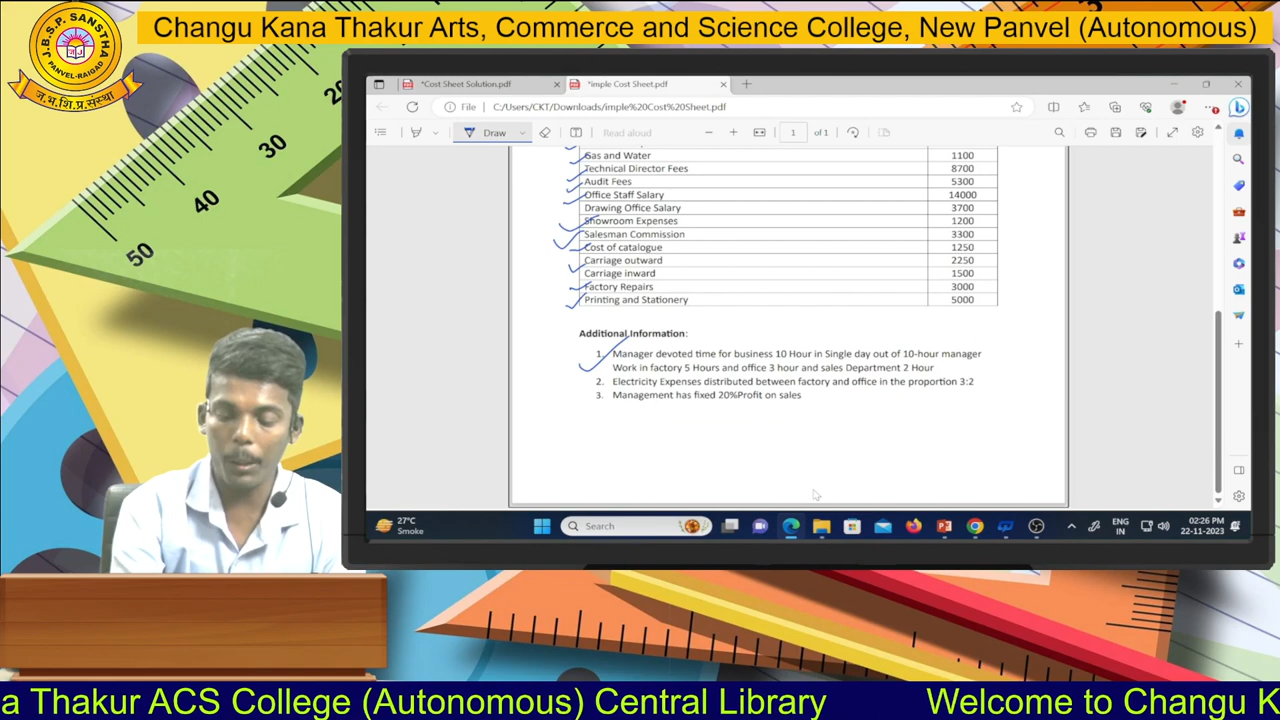 Changu Kana Thakur Arts, Commerce and Science College, New Panvel (Autonomous)
J.B.S.P. SANSTHA
PANVEL-RAIGAD
ज.भ.शि.प्र.संस्था
50
40
30
*Cost Sheet Solution.pdf
*imple Cost Sheet.pdf
File
C:/Users/CKT/Downloads/imple%20Cost%20Sheet.pdf
Draw
Read aloud
1
of 1
Gas and Water 1100
Technical Director Fees 8700
Audit Fees 5300
Office Staff Salary 14000
Drawing Office Salary 3700
Showroom Expenses 1200
Salesman Commission 3300
Cost of catalogue 1250
Carriage outward 2250
Carriage inward 1500
Factory Repairs 3000
Printing and Stationery 5000
Additional Information:
1. Manager devoted time for business 10 Hour in Single day out of 10-hour manager
Work in factory 5 Hours and office 3 hour and sales Department 2 Hour
2. Electricity Expenses distributed between factory and office in the proportion 3:2
3. Management has fixed 20%Profit on sales
27°C
Smoke
Search
ENG
IN
02:26 PM
22-11-2023
a Thakur ACS College (Autonomous) Central Library
Welcome to Changu K